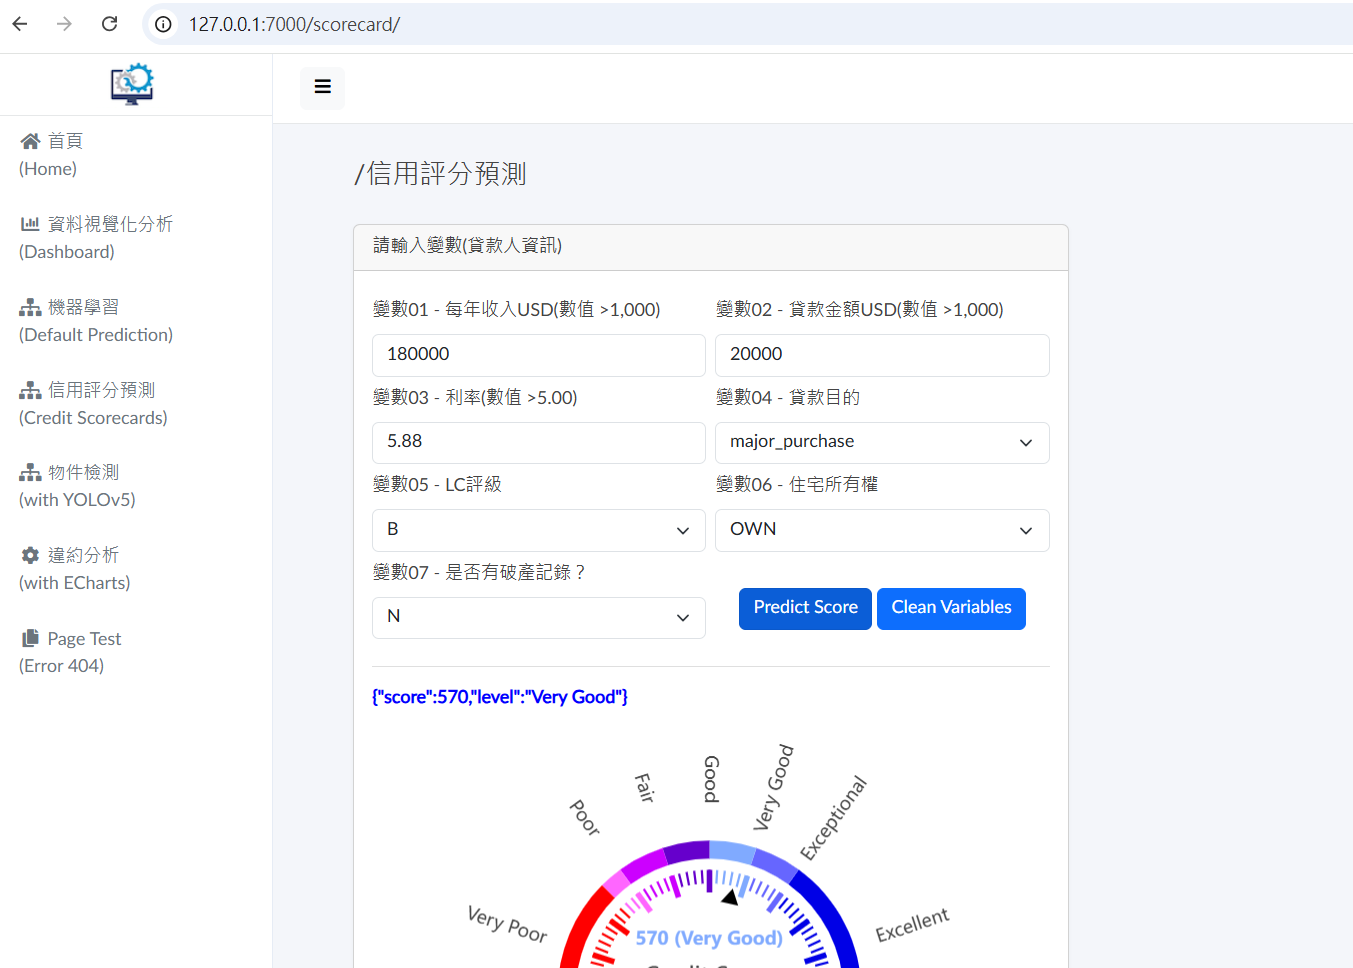 127.0.0.1:7000/scorecard/
首頁
(Home)
資料視覺化分析
(Dashboard)
機器學習
(Default Prediction)
信用評分預測
(Credit Scorecards)
物件檢測
(with YOLOv5)
違約分析
(with ECharts)
Page Test
(Error 404)
/信用評分預測
請輸入變數(貸款人資訊)
變數01 - 每年收入USD(數值 >1,000)
變數02 - 貸款金額USD(數值 >1,000)
180000
20000
變數03 - 利率(數值 >5.00)
變數04 - 貸款目的
5.88
major_purchase
變數05 - LC評級
變數06 - 住宅所有權
B
OWN
變數07 - 是否有破產記錄？
N
Predict Score
Clean Variables
{"score":570,"level":"Very Good"}
Very Poor
Poor
Fair
Good
Very Good
Exceptional
Excellent
570 (Very Good)